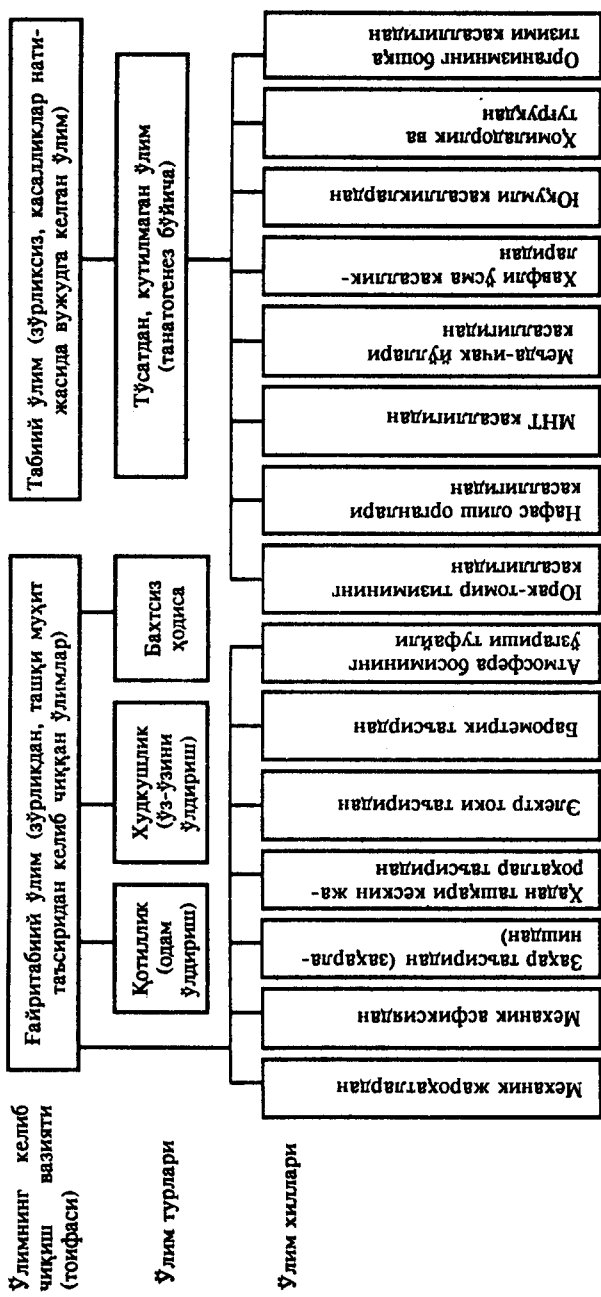 Ўлимнинг келиб
чиқиш вазияти
(тоифаси)
Ғайритабиий ўлим (зўрликдан, ташқи муҳит
таъсиридан келиб чиққан ўлимлар)
Табиий ўлим (зўрликсиз, касалликлар нати-
жасида вужудга келган ўлим)
Ўлим турлари
Қотиллик
(одам
ўлдириш)
Худкушлик
(ўз-ўзини
ўлдириш)
Бахтсиз
ҳодиса
Тўсатдан, кутилмаган ўлим
(танатогенез бўйича)
Ўлим хиллари
Механик жароҳатлардан
Механик асфиксиядан
Заҳар таъсиридан (заҳарла-
нишдан)
Ҳадан ташқари кескин жа-
роҳатлар таъсиридан
Электр токи таъсиридан
Барометрик таъсирдан
Атмосфера босимининг
ўзгариши туфайли
Юрак-томир тизимининг
касаллигидан
Нафас олиш органлари
касаллигидан
МНТ касаллигидан
Меъда-ичак йўллари
касаллигидан
Хавфли ўсма касаллик-
ларидан
Юқумли касалликлардан
Ҳомиладорлик ва
туғруқдан
Организмнинг бошқа
тизими касаллигидан